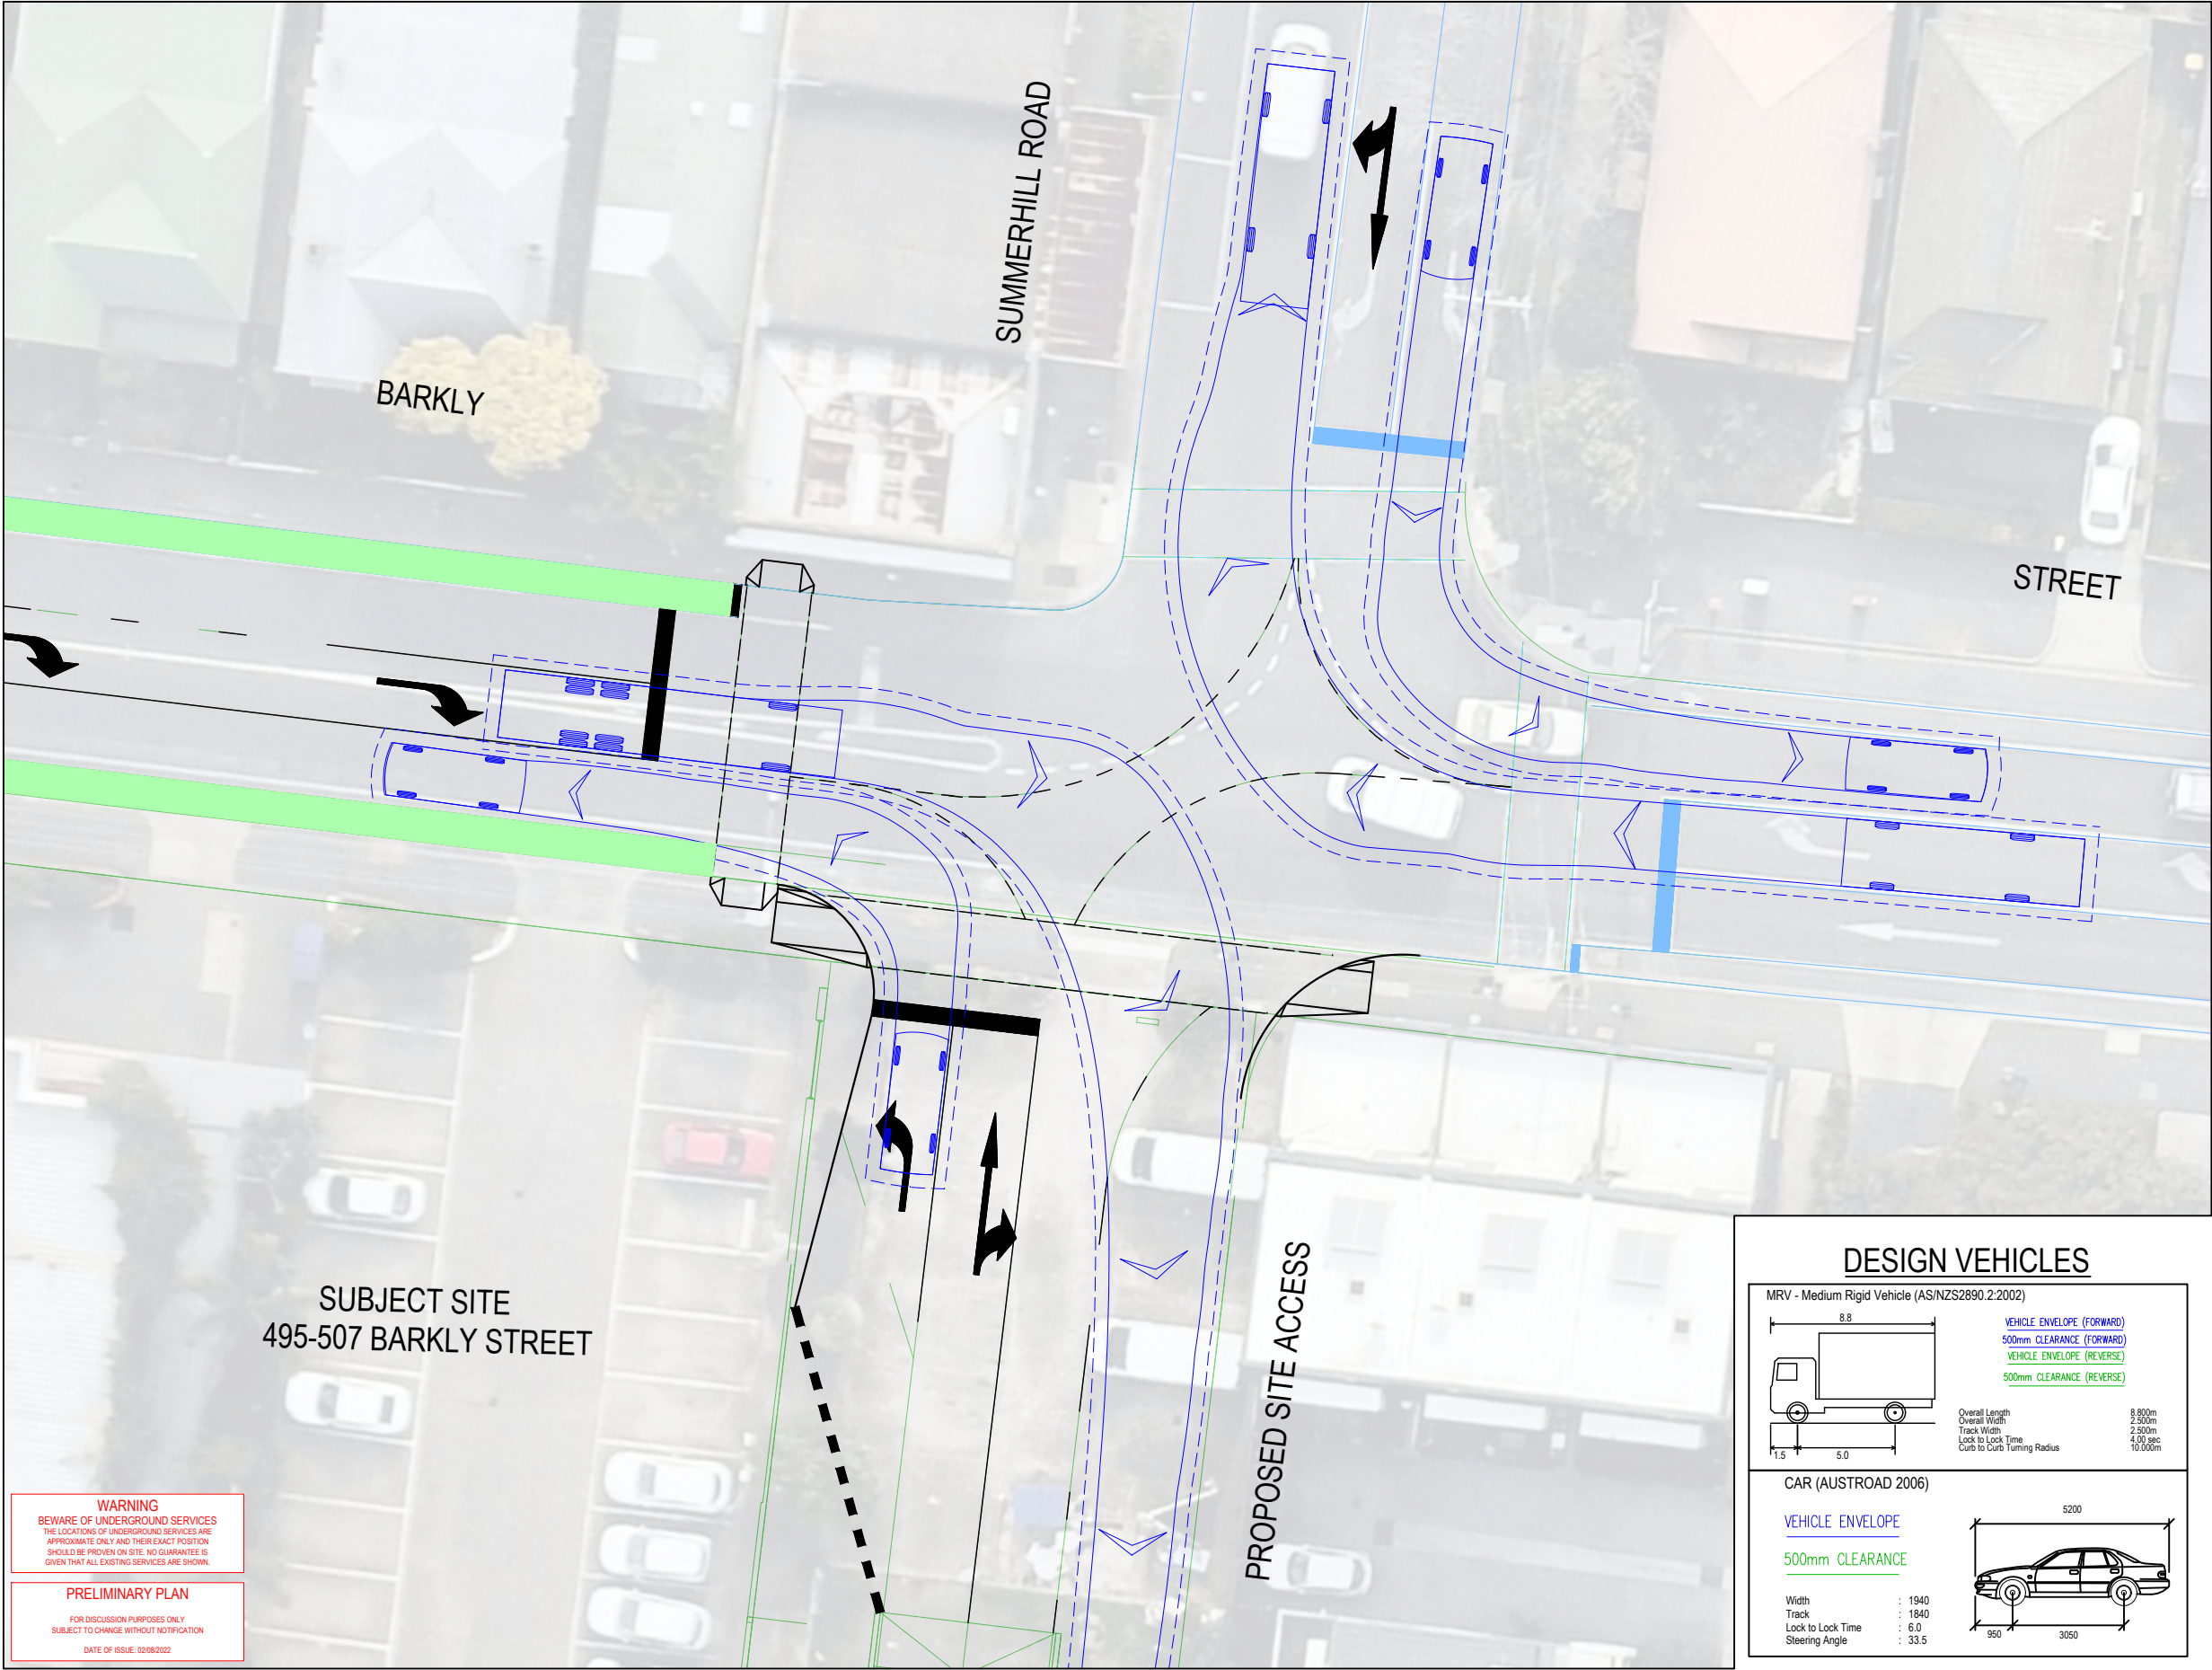 SUMMERHILL ROAD
BARKLY
STREET
SUBJECT SITE
495-507 BARKLY STREET
PROPOSED SITE ACCESS
WARNING
BEWARE OF UNDERGROUND SERVICES
THE LOCATIONS OF UNDERGROUND SERVICES ARE
APPROXIMATE ONLY AND THEIR EXACT POSITION
SHOULD BE PROVEN ON SITE. NO GUARANTEE IS
GIVEN THAT ALL EXISTING SERVICES ARE SHOWN.
PRELIMINARY PLAN
FOR DISCUSSION PURPOSES ONLY
SUBJECT TO CHANGE WITHOUT NOTIFICATION
DATE OF ISSUE: 02/08/2022
DESIGN VEHICLES
MRV - Medium Rigid Vehicle (AS/NZS2890.2:2002)
8.8
1.5 5.0
VEHICLE ENVELOPE (FORWARD)
500mm CLEARANCE (FORWARD)
VEHICLE ENVELOPE (REVERSE)
500mm CLEARANCE (REVERSE)
Overall Length 8.800m
Overall Width 2.500m
Track Width 2.500m
Lock to Lock Time 4.00 sec
Curb to Curb Turning Radius 10.000m
CAR (AUSTROAD 2006)
VEHICLE ENVELOPE
500mm CLEARANCE
Width : 1940
Track : 1840
Lock to Lock Time : 6.0
Steering Angle : 33.5
5200
950 3050